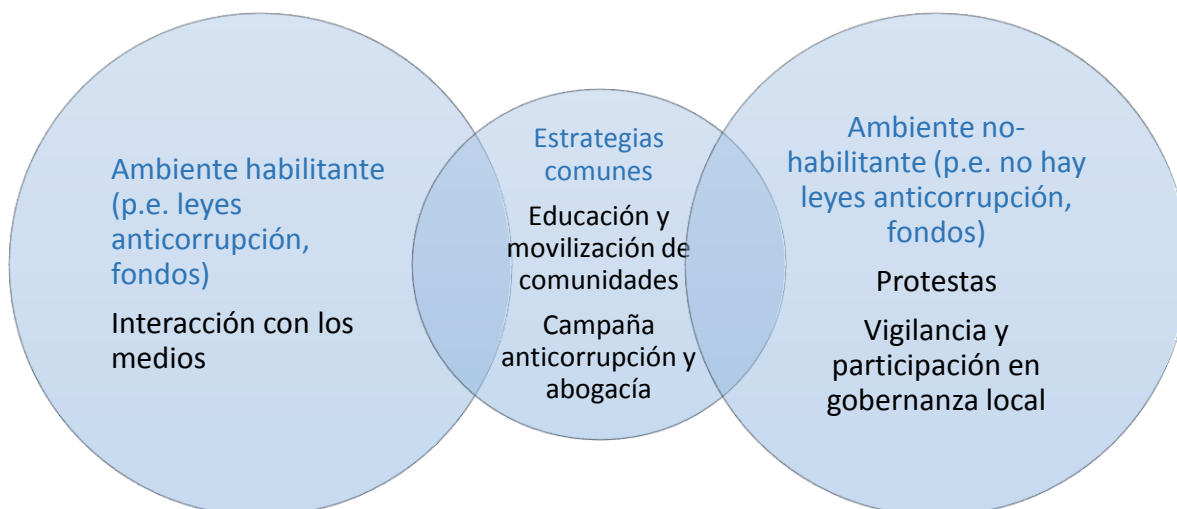 Ambiente habilitante
(p.e. leyes
anticorrupción,
fondos)
Interacción con los
medios
Estrategias
comunes
Educación y
movilización de
comunidades
Campaña
anticorrupción y
abogacía
Ambiente no-
habilitante (p.e. no hay
leyes anticorrupción,
fondos)
Protestas
Vigilancia y
participación en
gobernanza local